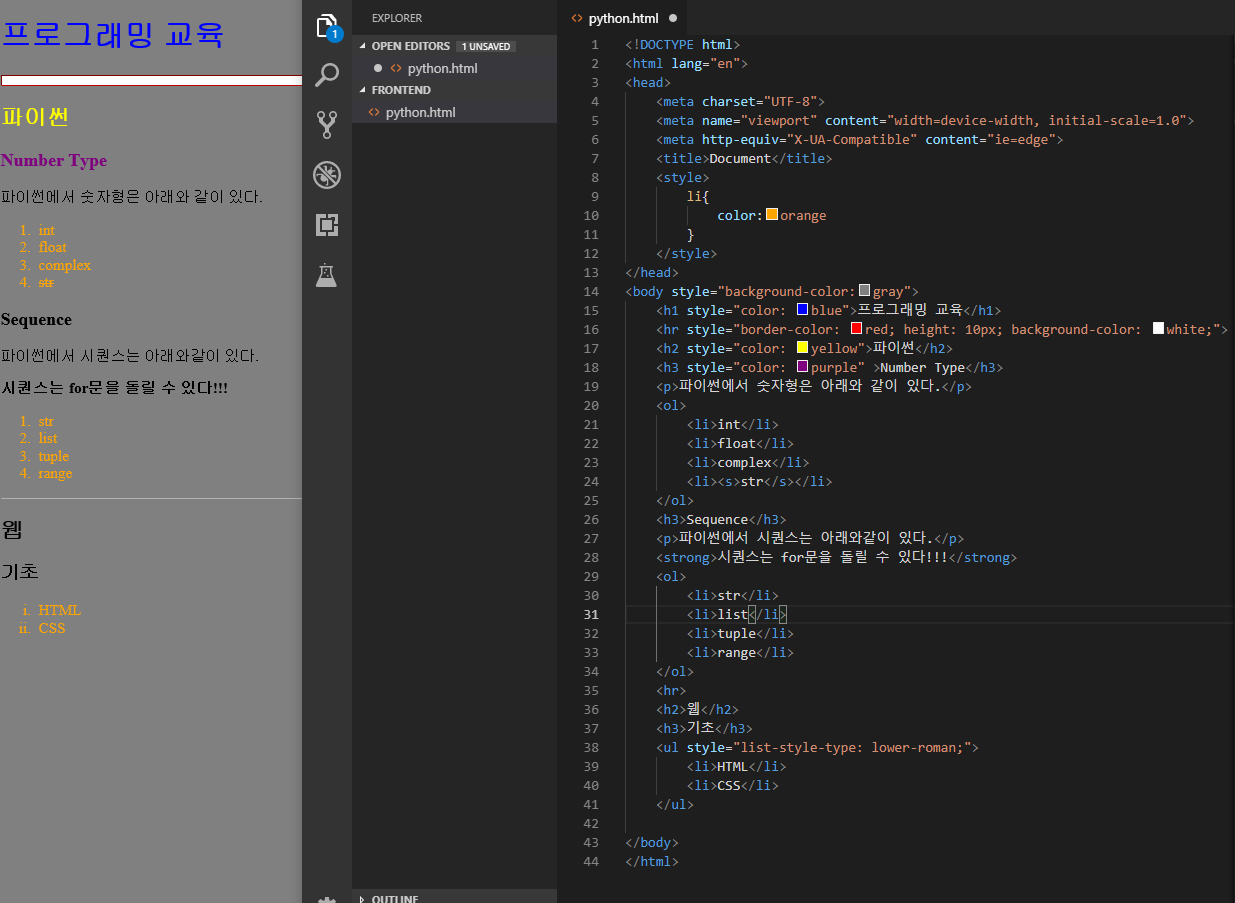 프로그래밍 교육
파이썬
Number Type
파이썬에서 숫자형은 아래와 같이 있다.
1. int
2. float
3. complex
4. str
Sequence
파이썬에서 시퀀스는 아래와같이 있다.
시퀀스는 for문을 돌릴 수 있다!!!
1. str
2. list
3. tuple
4. range
웹
기초
i. HTML
ii. CSS
1
EXPLORER
OPEN EDITORS 1 UNSAVED
<> python.html
FRONTEND
<> python.html
OUTLINE
<> python.html
1 <!DOCTYPE html>
2 <html lang="en">
3 <head>
4 <meta charset="UTF-8">
5 <meta name="viewport" content="width=device-width, initial-scale=1.0">
6 <meta http-equiv="X-UA-Compatible" content="ie=edge">
7 <title>Document</title>
8 <style>
9 li{
10 color:orange
11 }
12 </style>
13 </head>
14 <body style="background-color:gray">
15 <h1 style="color: blue">프로그래밍 교육</h1>
16 <hr style="border-color: red; height: 10px; background-color: white;">
17 <h2 style="color: yellow">파이썬</h2>
18 <h3 style="color: purple" >Number Type</h3>
19 <p>파이썬에서 숫자형은 아래와 같이 있다.</p>
20 <ol>
21 <li>int</li>
22 <li>float</li>
23 <li>complex</li>
24 <li><s>str</s></li>
25 </ol>
26 <h3>Sequence</h3>
27 <p>파이썬에서 시퀀스는 아래와같이 있다.</p>
28 <strong>시퀀스는 for문을 돌릴 수 있다!!!</strong>
29 <ol>
30 <li>str</li>
31 <li>list</li>
32 <li>tuple</li>
33 <li>range</li>
34 </ol>
35 <hr>
36 <h2>웹</h2>
37 <h3>기초</h3>
38 <ul style="list-style-type: lower-roman;">
39 <li>HTML</li>
40 <li>CSS</li>
41 </ul>
42
43 </body>
44 </html>